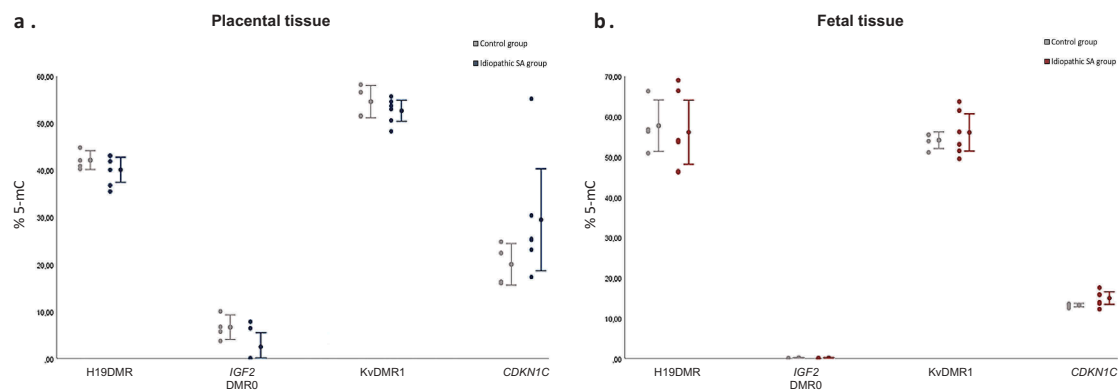 a .
Placental tissue
Control group
Idiopathic SA group
% 5-mC
60,00
50,00
40,00
30,00
20,00
10,00
,00
H19DMR
IGF2
DMR0
KvDMR1
CDKN1C
b .
Fetal tissue
Control group
Idiopathic SA group
% 5-mC
70,00
60,00
50,00
40,00
30,00
20,00
10,00
,00
H19DMR
IGF2
DMR0
KvDMR1
CDKN1C